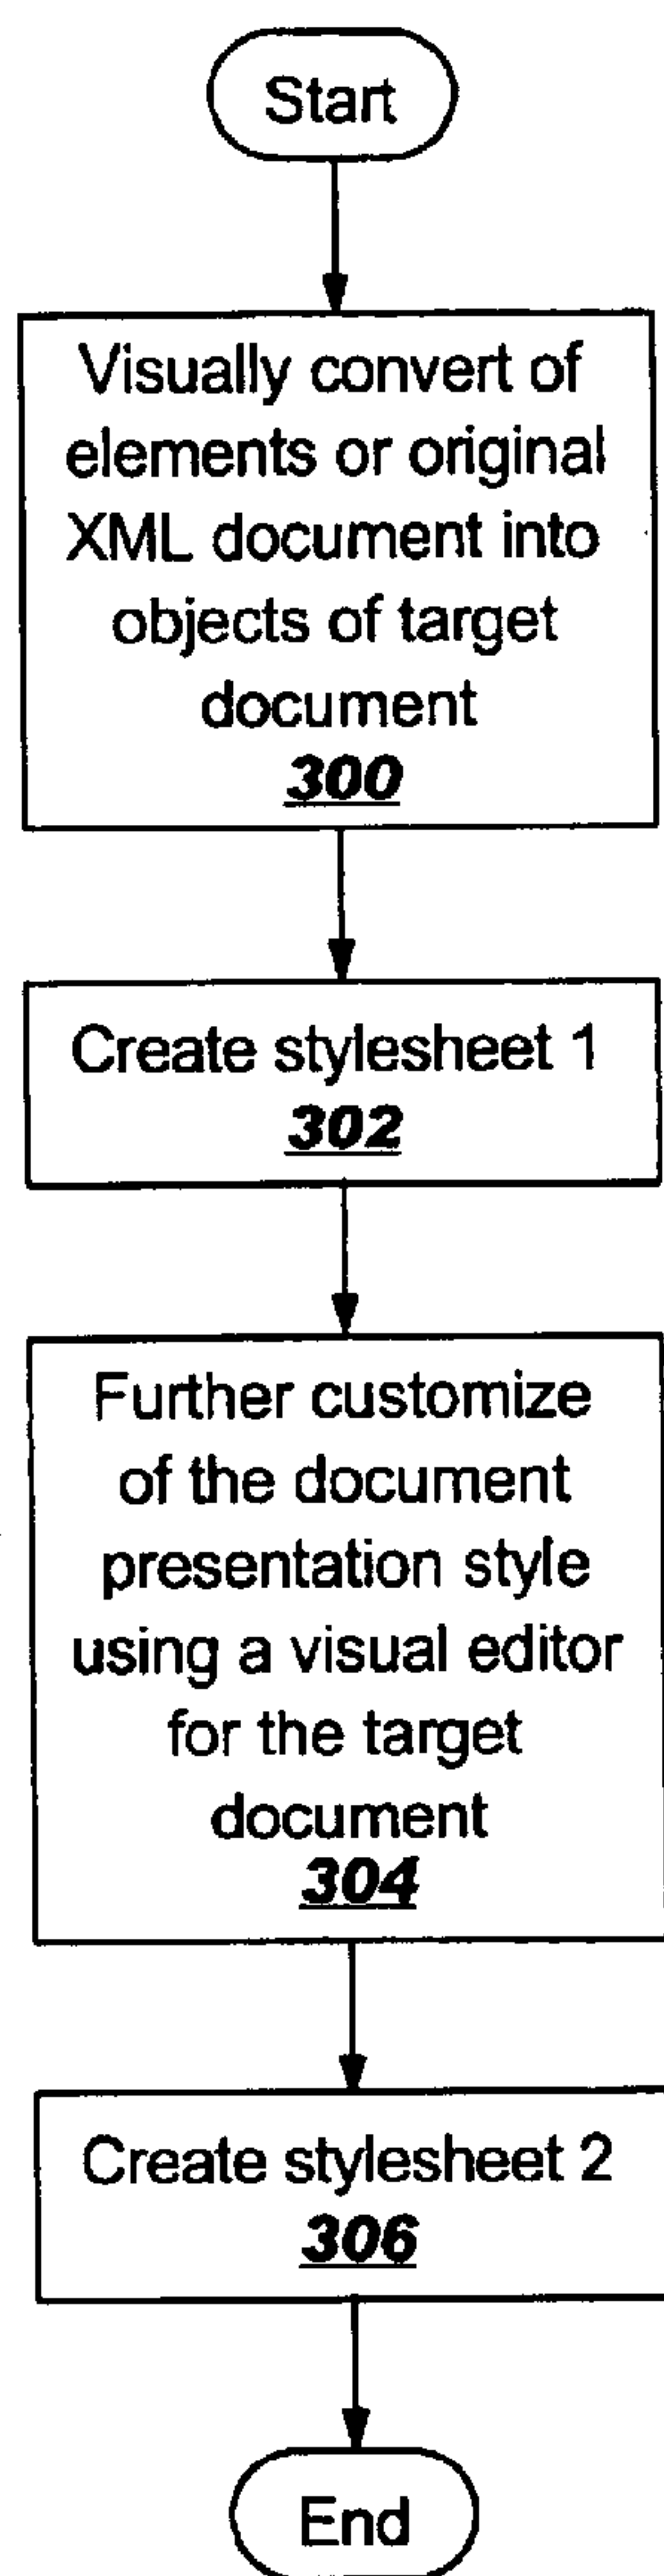 Start
Visually convert of
elements or original
XML document into
objects of target
document
300
Create stylesheet 1
302
Further customize
of the document
presentation style
using a visual editor
for the target
document
304
Create stylesheet 2
306
End